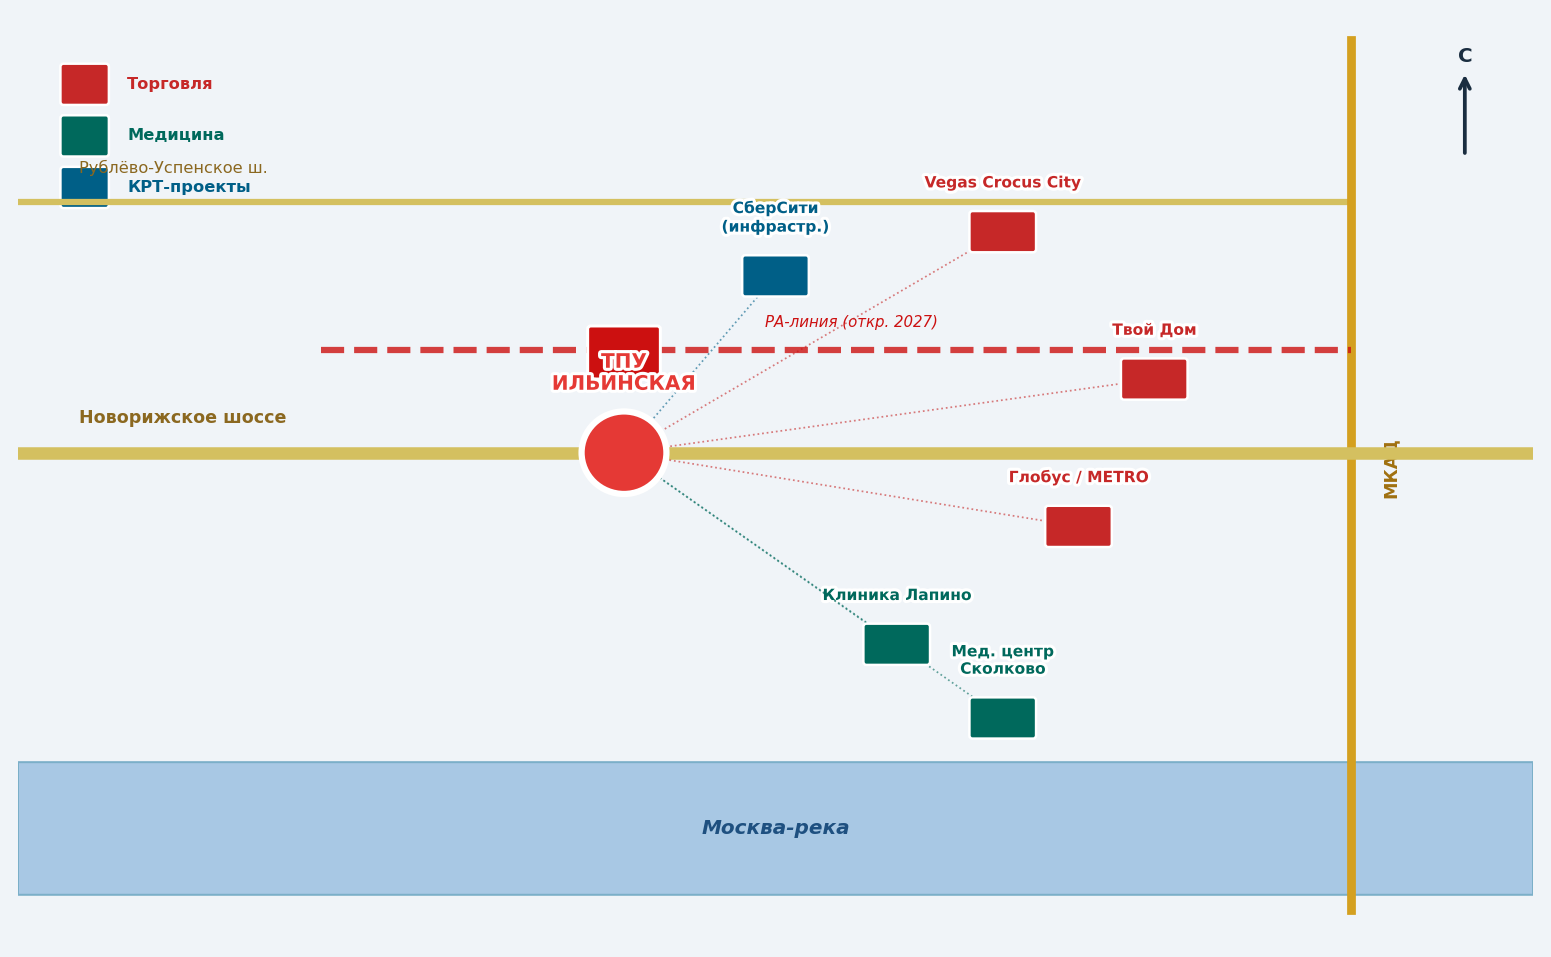 С
Торговля
Медицина
Рублёво-Успенское ш.
КРТ-проекты
Vegas Crocus City
СберСити
(инфрастр.)
РА-линия (откр. 2027)
Твой Дом
ТПУ
ИЛЬИНСКАЯ
Новорижское шоссе
МКАД
Глобус / METRO
Клиника Лапино
Мед. центр
Сколково
Москва-река